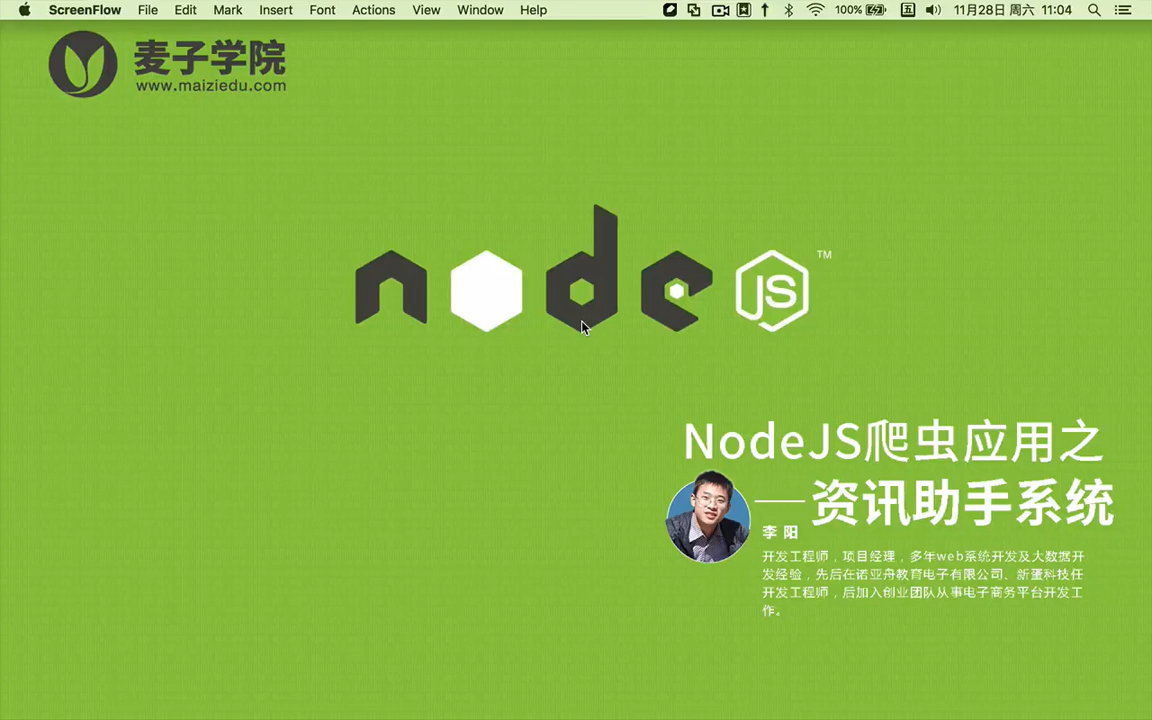 ScreenFlow File Edit Mark Insert Font Actions View Window Help 100% 五 11月28日 周六 11:04
麦子学院
www.maiziedu.com
node JS TM
NodeJS爬虫应用之
——资讯助手系统
李 阳
开发工程师，项目经理，多年web系统开发及大数据开
发经验，先后在诺亚舟教育电子有限公司、新蛋科技任
开发工程师，后加入创业团队从事电子商务平台开发工
作。